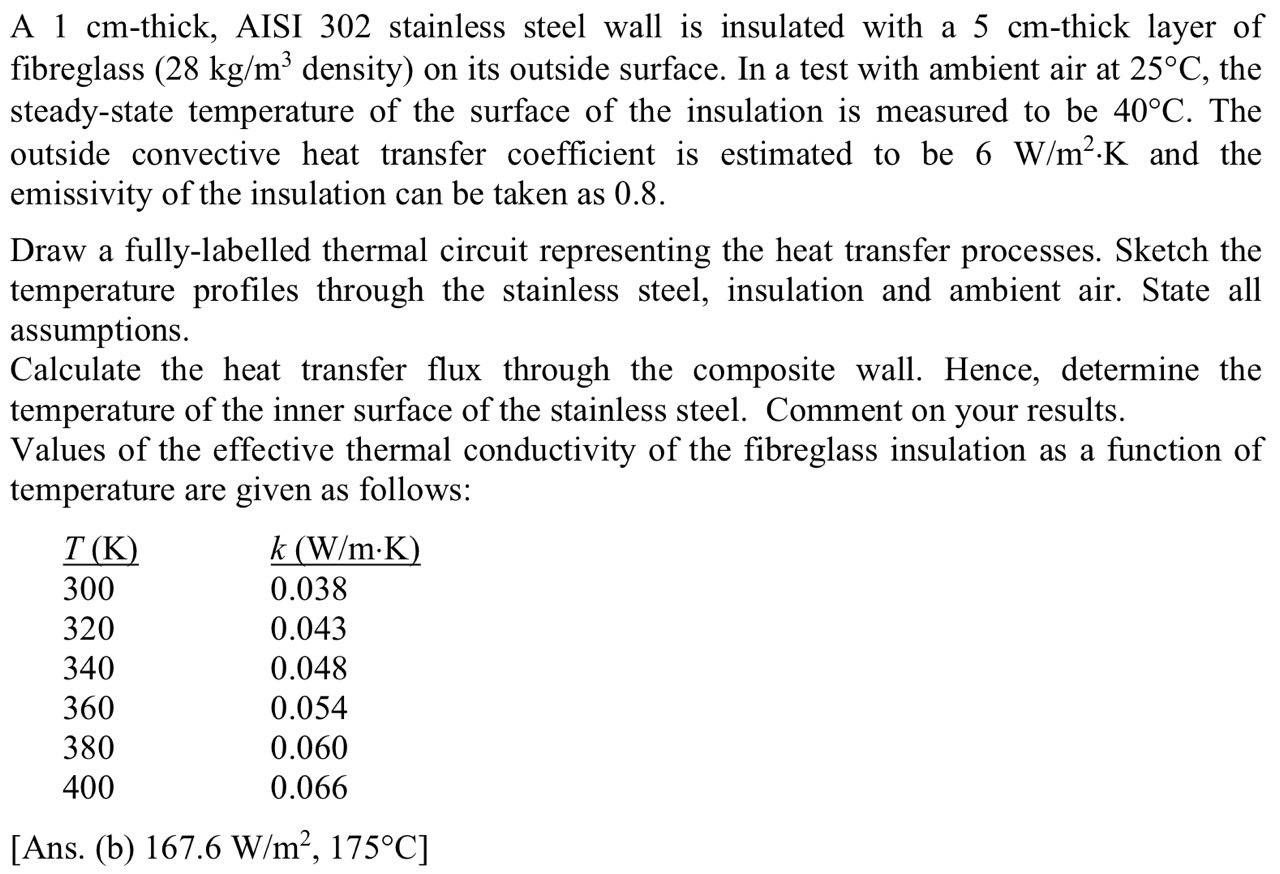 A 1 cm-thick, AISI 302 stainless steel wall is insulated with a 5 cm-thick layer of
fibreglass (28 kg/m³ density) on its outside surface. In a test with ambient air at 25°C, the
steady-state temperature of the surface of the insulation is measured to be 40°C. The
outside convective heat transfer coefficient is estimated to be 6 W/m²·K and the
emissivity of the insulation can be taken as 0.8.
Draw a fully-labelled thermal circuit representing the heat transfer processes. Sketch the
temperature profiles through the stainless steel, insulation and ambient air. State all
assumptions.
Calculate the heat transfer flux through the composite wall. Hence, determine the
temperature of the inner surface of the stainless steel. Comment on your results.
Values of the effective thermal conductivity of the fibreglass insulation as a function of
temperature are given as follows:
T (K) k (W/m·K)
300 0.038
320 0.043
340 0.048
360 0.054
380 0.060
400 0.066
[Ans. (b) 167.6 W/m², 175°C]